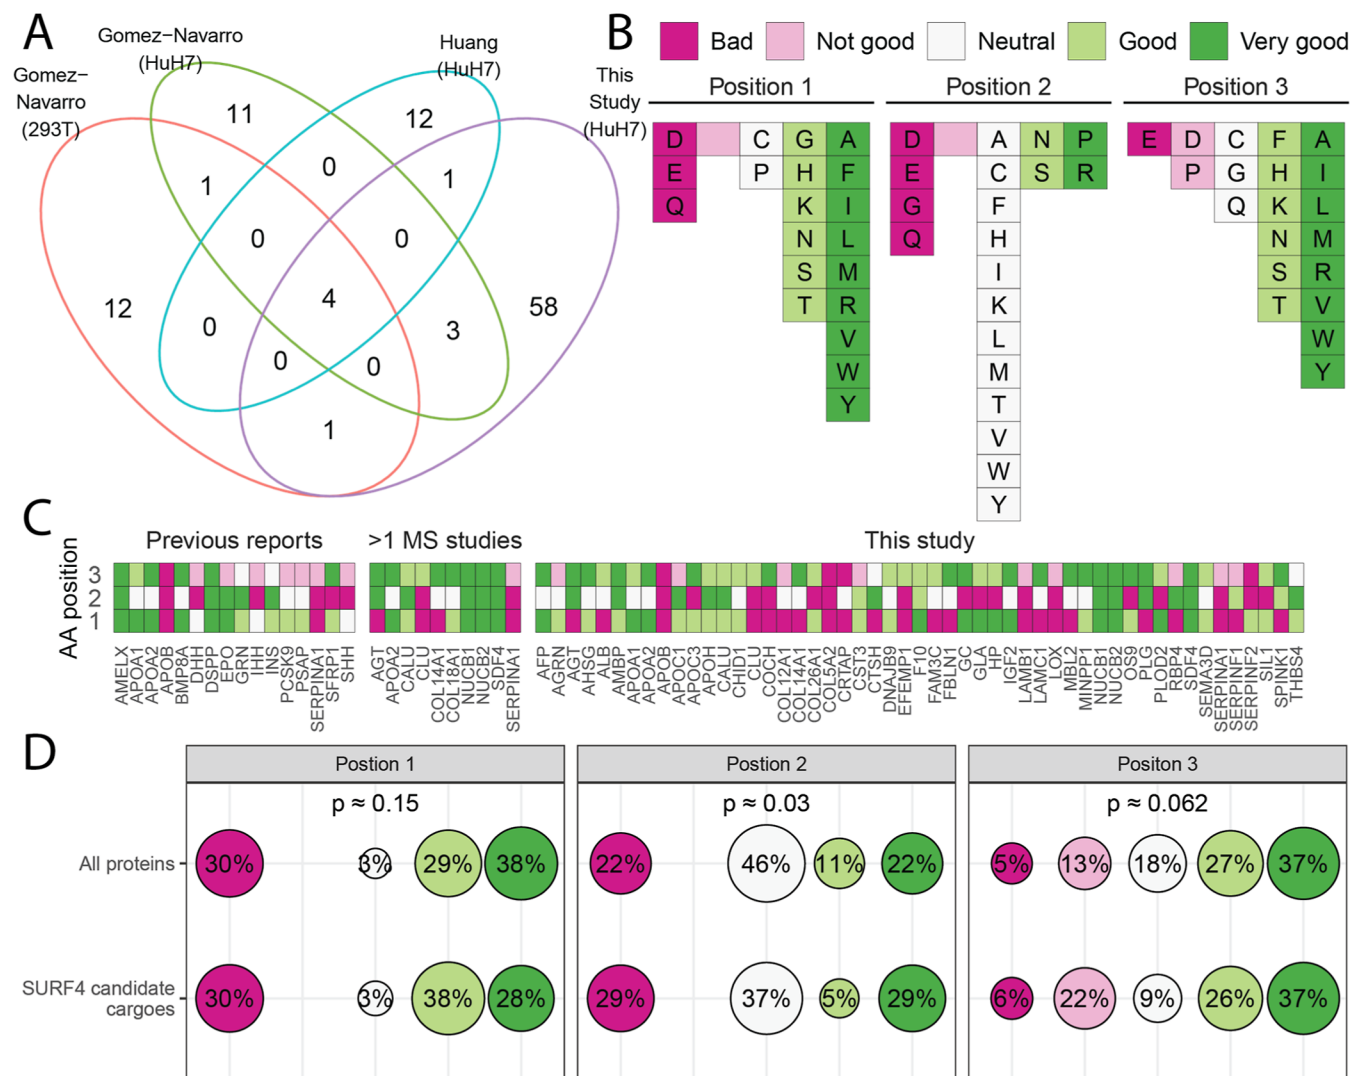 A
Gomez−Navarro
(HuH7)
Huang
(HuH7)
Gomez−
Navarro
(293T)
This
Study
(HuH7)
11
12
0
1
1
0
0
12
4
58
0
3
0
0
1
B
Bad Not good Neutral Good Very good
Position 1 Position 2 Position 3
D C G A D A N P E D C F A
E P H F E C S R P G H I
Q K I G F Q K L
N L Q H N M
S M I S R
T R K T V
V L W
W M Y
Y T
V
W
Y
C
Previous reports >1 MS studies This study
AA position
3
2
1
AMELX APOA1 APOA2 APOB BMP8A DIHH DSPP EPO GRN IHH INS PCSK9 PSAP SERPINA1 SFRP1 SHH
AGT APOA2 CALU CLU COL14A1 COL18A1 NUCB1 NUCB2 SDF4 SERPINA1
AFP AGRN AGT AHSG ALB AMBP APOA1 APOA2 APOB APOC1 APOC3 APOH CALU CHID1 CLU COCH COL12A1 COL14A1 COL26A1 COL5A2 CRTAP CST3 CTSH DNAJB9 EFEMP1 F10 FAM3C FBLN1 GC GLA HP IGF2 LAMB1 LAMC1 LOX MBL2 MINPP1 NUCB1 NUCB2 OS9 PLG PLOD2 RBP4 SDF4 SEMA3D SERPINA1 SERPINF1 SERPINF2 SIL1 SPINK1 THBS4
D
Postion 1 Postion 2 Positon 3
p ≈ 0.15 p ≈ 0.03 p ≈ 0.062
All proteins 30% 3% 29% 38% 22% 46% 11% 22% 5% 13% 18% 27% 37%
SURF4 candidate
cargoes
30% 3% 38% 28% 29% 37% 5% 29% 6% 22% 9% 26% 37%